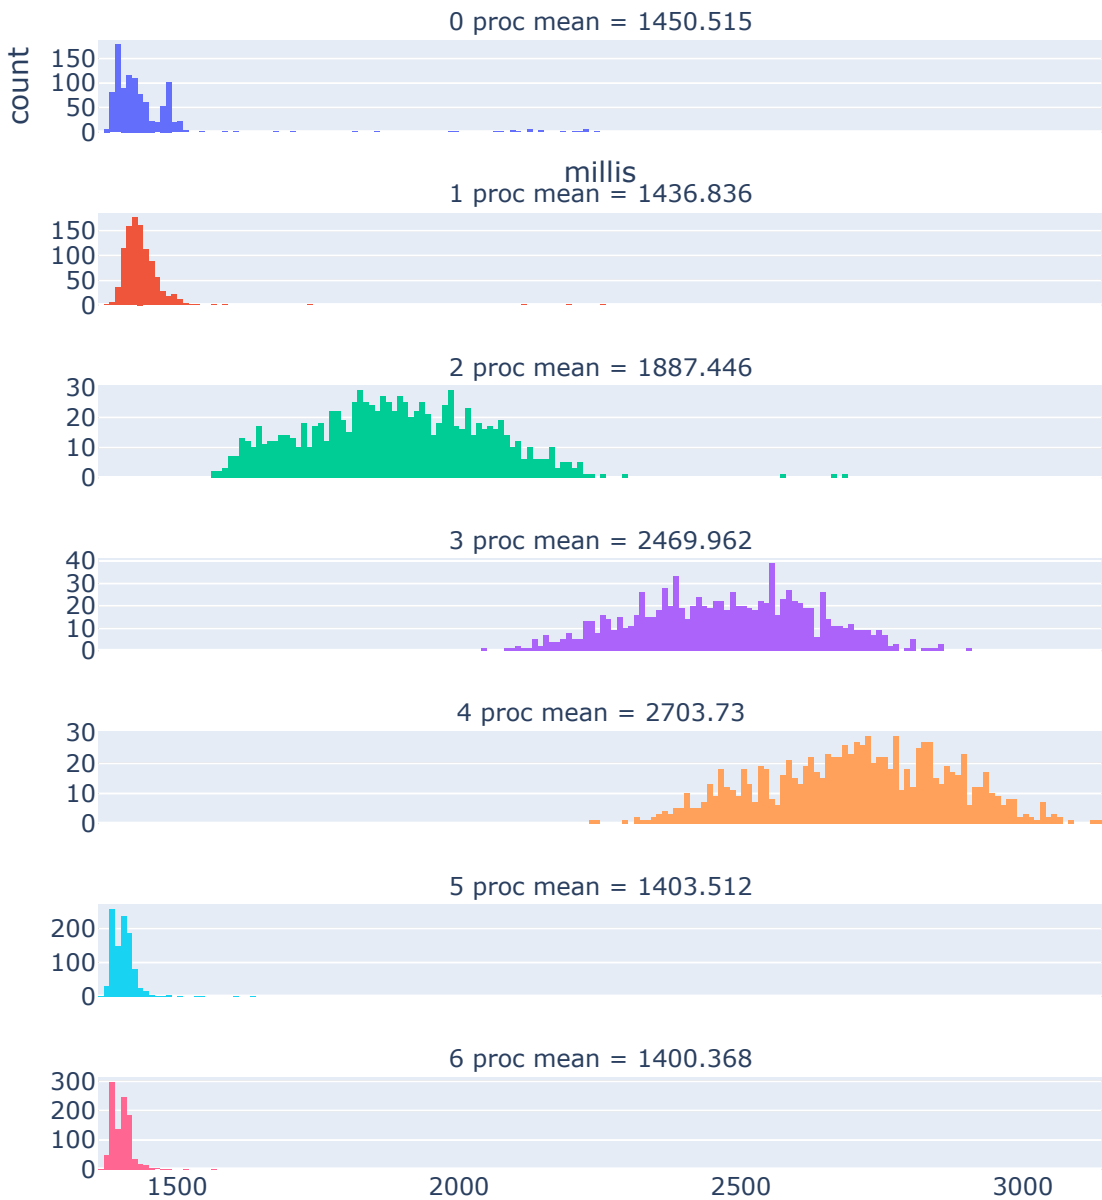 0 proc mean = 1450.515
count
150
100
50
0
millis
1 proc mean = 1436.836
150
100
50
0
2 proc mean = 1887.446
30
20
10
0
3 proc mean = 2469.962
40
30
20
10
0
4 proc mean = 2703.73
30
20
10
0
5 proc mean = 1403.512
200
100
0
6 proc mean = 1400.368
300
200
100
0
1500 2000 2500 3000